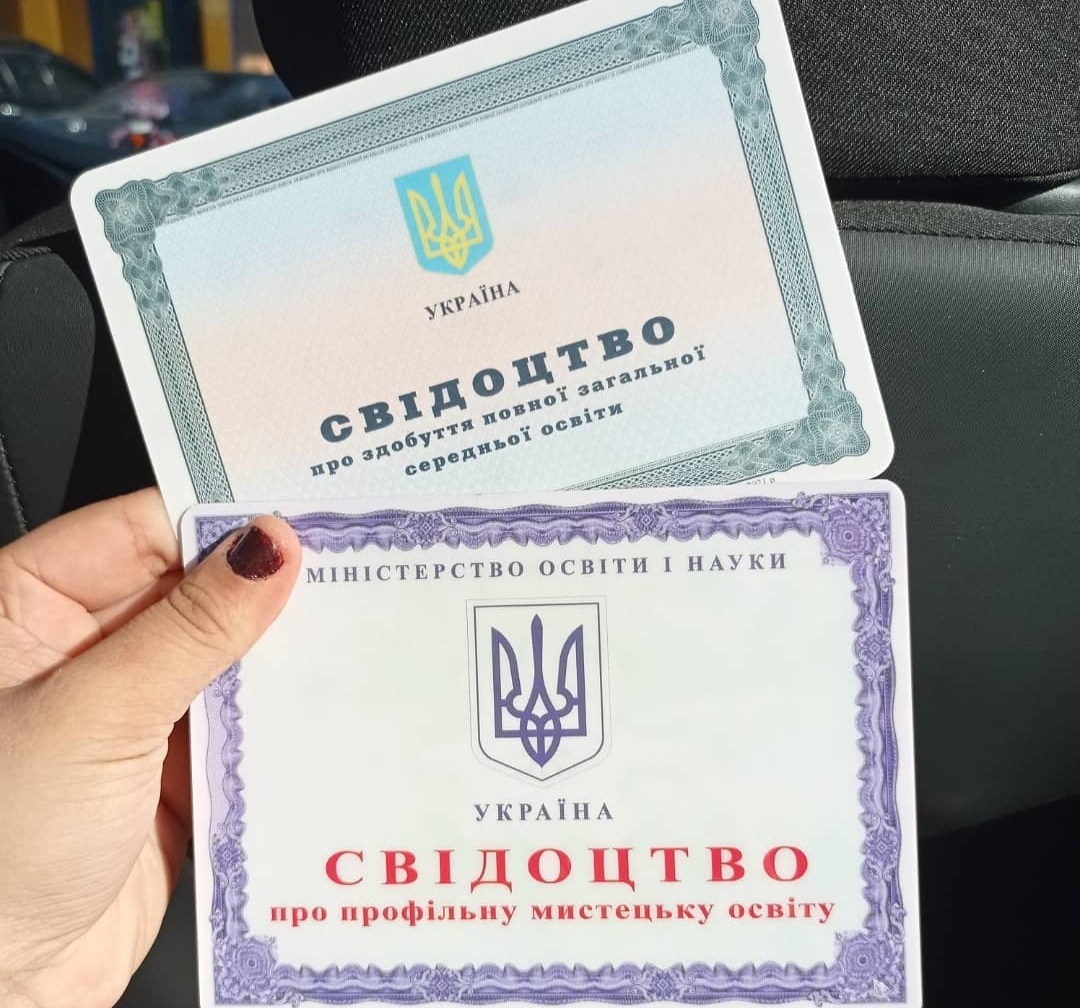 УКРАЇНА
СВІДОЦТВО
про здобуття повної загальної
середньої освіти
МІНІСТЕРСТВО ОСВІТИ І НАУКИ
УКРАЇНА
СВІДОЦТВО
про профільну мистецьку освіту